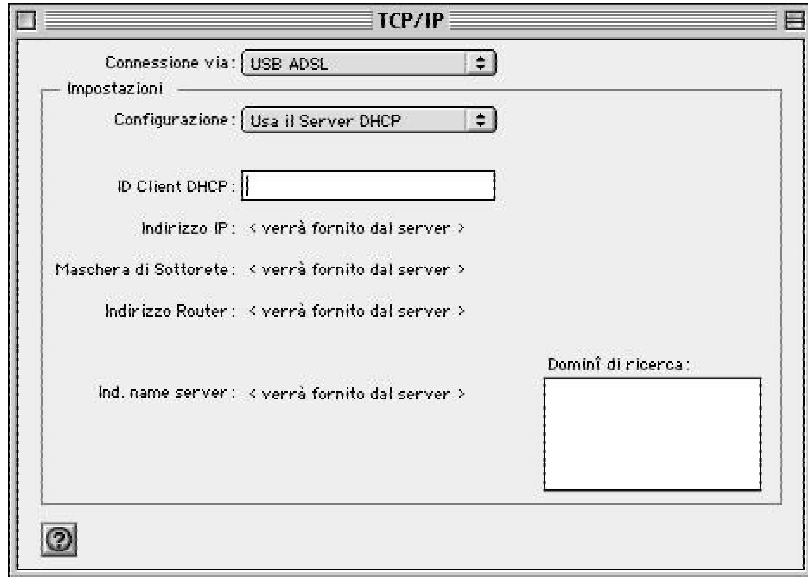 TCP/IP
Connessione via: USB ADSL
Impostazioni
Configurazione: Usa il Server DHCP
ID Client DHCP:
Indirizzo IP: < verrà fornito dal server >
Maschera di Sottorete: < verrà fornito dal server >
Indirizzo Router: < verrà fornito dal server >
Dominî di ricerca:
Ind. name server: < verrà fornito dal server >
?